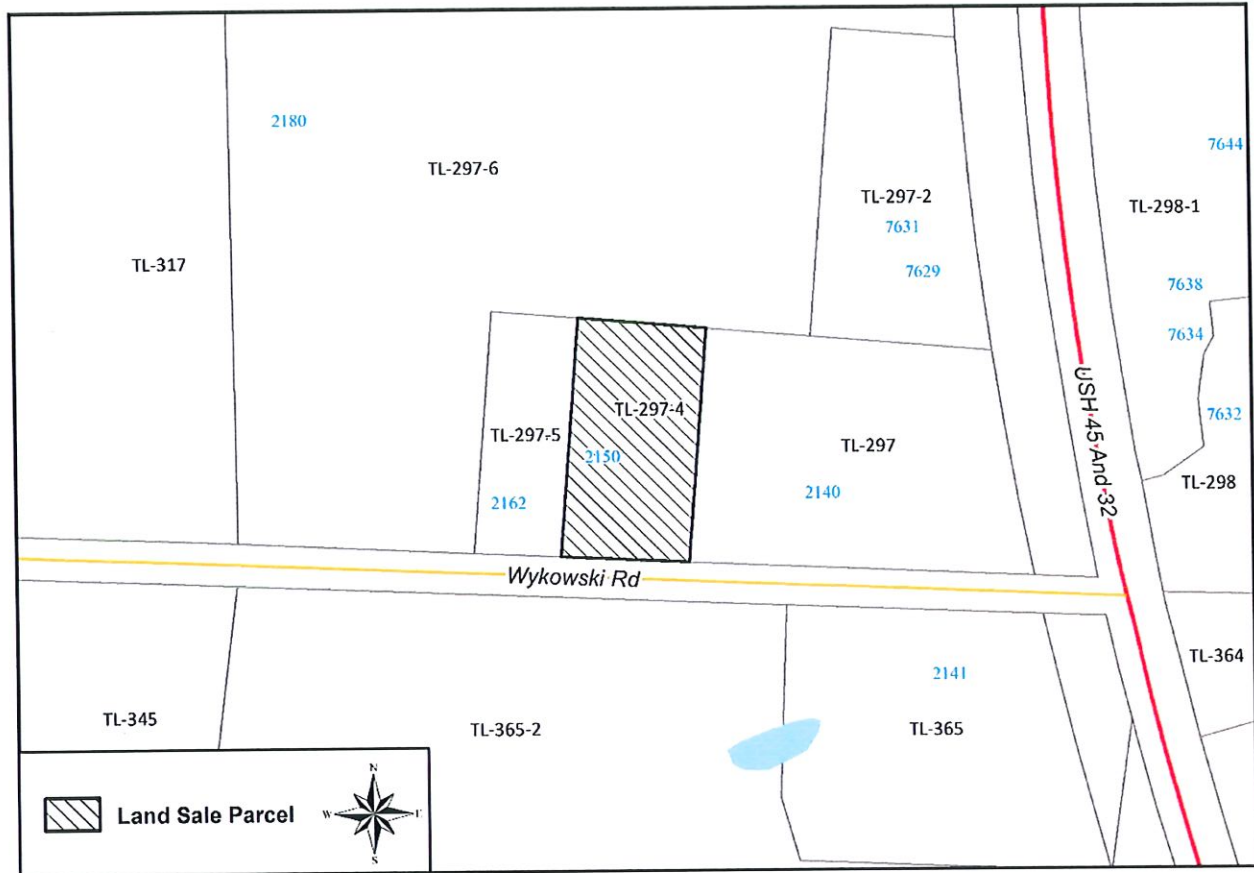 2180
7644
TL-297-6
TL-297-2
TL-298-1
7631
TL-317
7629
7638
7634
TL-297-4
7632
TL-297-5
TL-297
2150
USH 45 And 32
2162
2140
TL-298
Wykowski Rd
TL-364
2141
TL-345
TL-365-2
TL-365
N
Land Sale Parcel
W
E
S